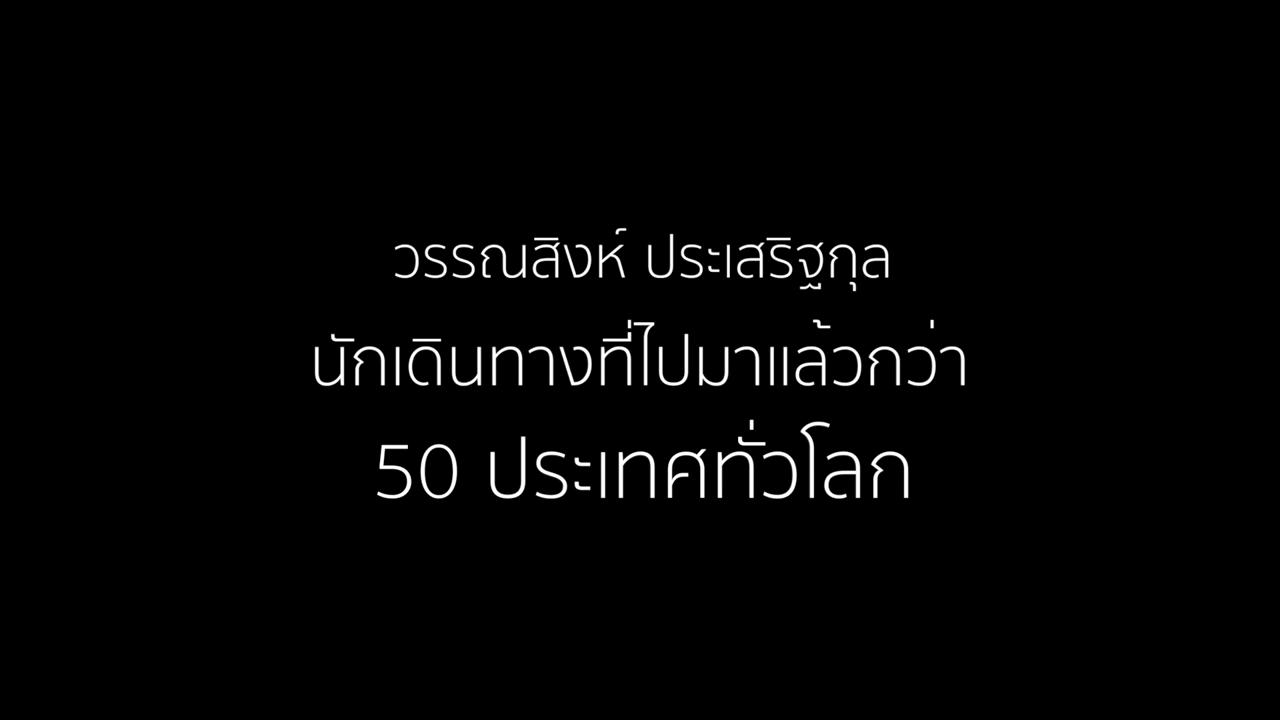 วรรณสิงห์ ประเสริฐกุล
นักเดินทางที่ไปมาแล้วกว่า
50 ประเทศทั่วโลก